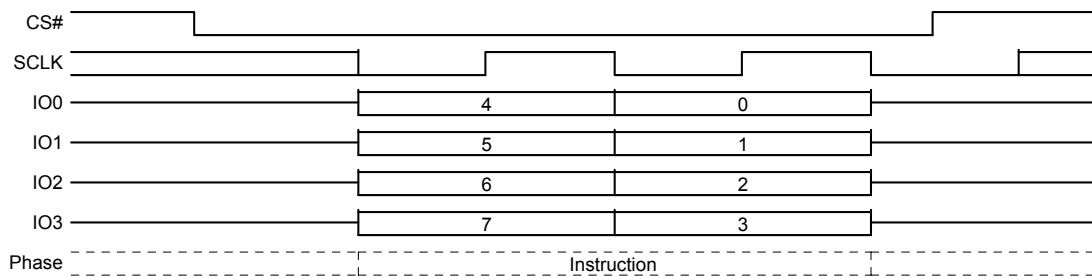 CS#
SCLK
IO0 4 0
IO1 5 1
IO2 6 2
IO3 7 3
Phase Instruction